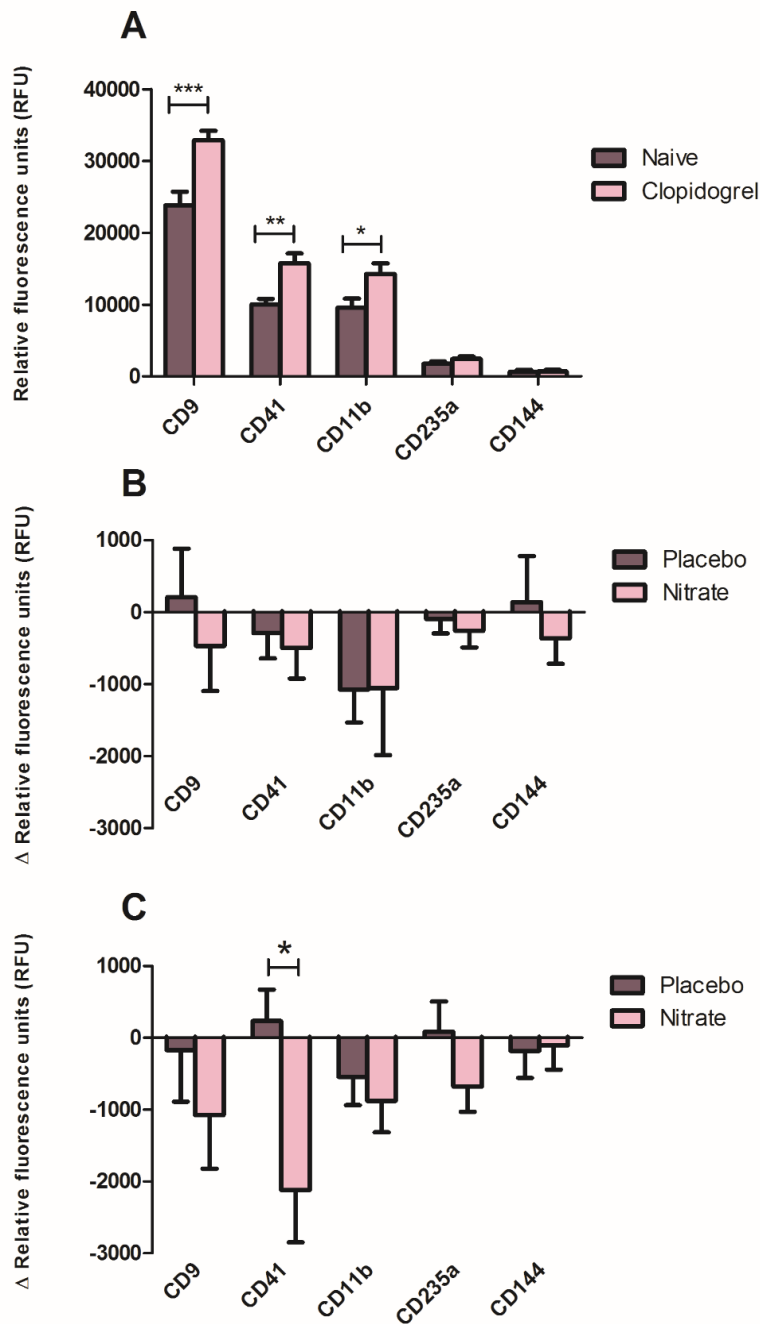 A
Relative fluorescence units (RFU)
40000
30000
20000
10000
0
***
**
*
Naive
Clopidogrel
CD9
CD41
CD11b
CD235a
CD144
B
Δ Relative fluorescence units (RFU)
1000
0
-1000
-2000
-3000
Placebo
Nitrate
CD9
CD41
CD11b
CD235a
CD144
C
Δ Relative fluorescence units (RFU)
1000
0
-1000
-2000
-3000
*
Placebo
Nitrate
CD9
CD41
CD11b
CD235a
CD144